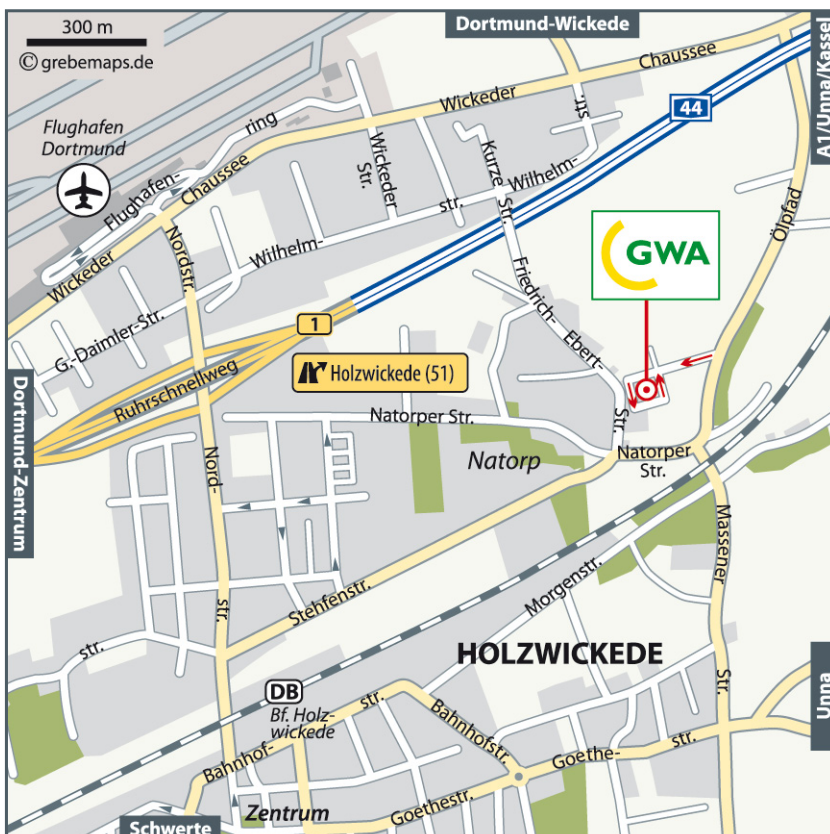 300 m
© grebemaps.de
Dortmund-Wickede
A1/Unna/Kassel
Chaussee
Wickeder
44
Flughafen
Dortmund
Flughafen-
ring
Wickeder
Str.
Kurze Str.
str.
Wilhelm-
Chaussee
Wickeder
Nordstr.
Wilhelm-
str.
Ölpfad
GWA
Friedrich-
Ebert-
Str.
G.-Daimler-Str.
1
Ruhrschnellweg
Holzwickede (51)
Dortmund-Zentrum
Natorper Str.
Natorp
Natorper
Str.
Nord-
str.
Massener
Str.
Stehfenstr.
Morgenstr.
str.
HOLZWICKEDE
DB
Bf. Holz-
wickede
Bahnhof-
str.
Bahnhofstr.
Unna
Goethe-
str.
Goethestr.
Zentrum
Schwerte